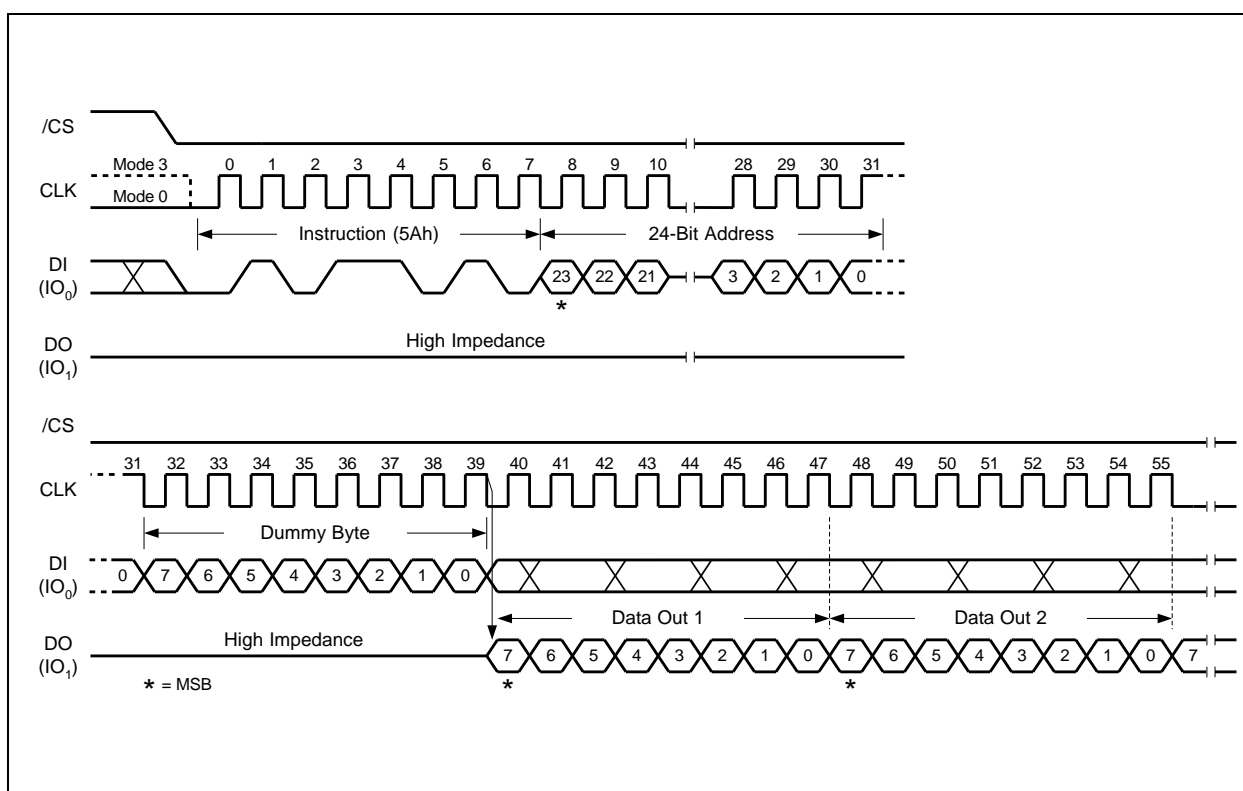 /CS
Mode 3
0 1 2 3 4 5 6 7 8 9 10 28 29 30 31
CLK
Mode 0
Instruction (5Ah)
24-Bit Address
DI
(IO0)
23 22 21 3 2 1 0
*
High Impedance
DO
(IO1)
/CS
31 32 33 34 35 36 37 38 39 40 41 42 43 44 45 46 47 48 49 50 51 52 53 54 55
CLK
Dummy Byte
DI
(IO0)
0 7 6 5 4 3 2 1 0
Data Out 1
Data Out 2
High Impedance
DO
(IO1)
7 6 5 4 3 2 1 0 7 6 5 4 3 2 1 0 7
* = MSB
* *